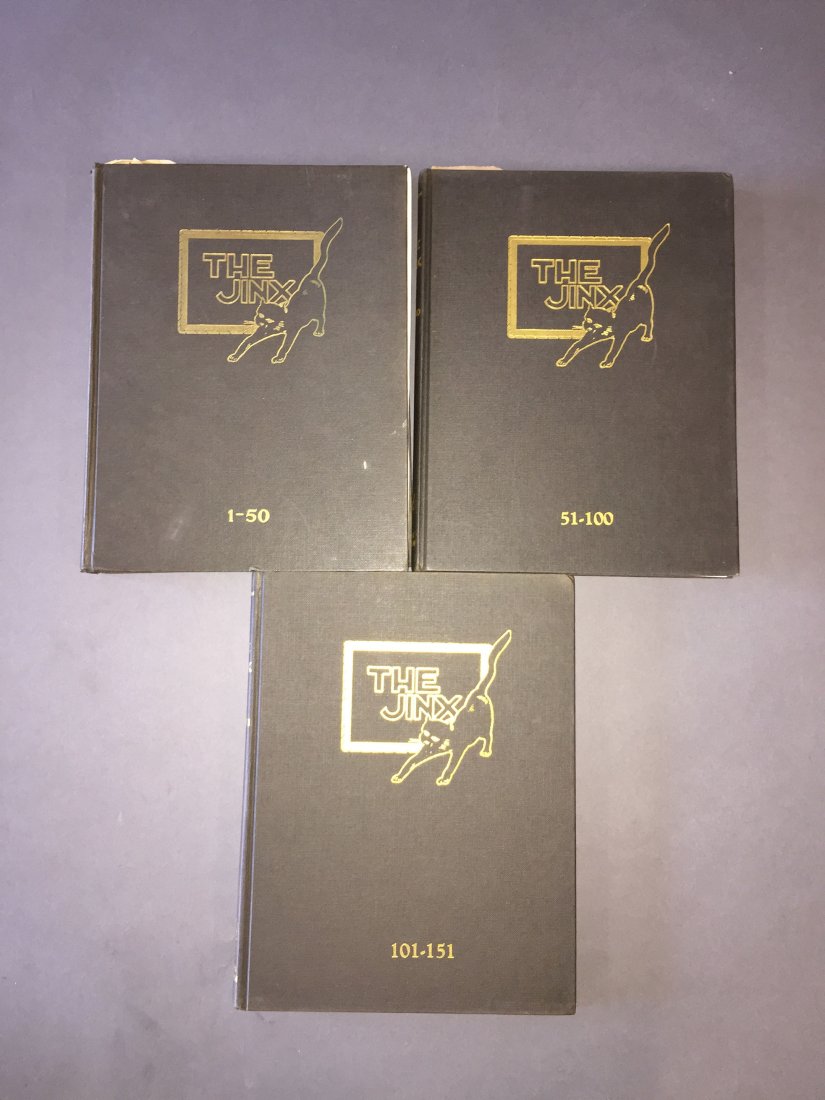 THE
JINX
1-50
THE
JINX
51-100
THE
JINX
101-151